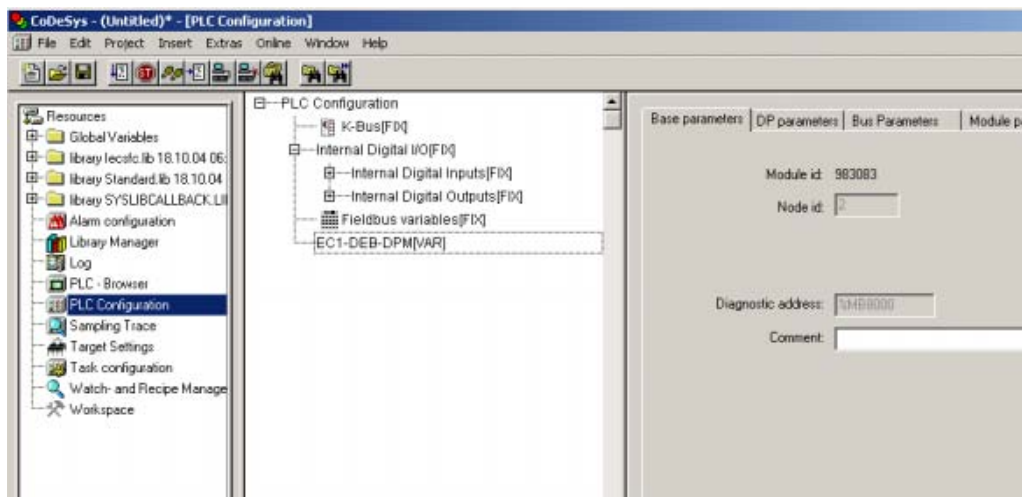 CoDeSys - (Untitled)* - [PLC Configuration]
File Edit Project Insert Extras Online Window Help
Resources
Global Variables
library Iecsfc.lib 18.10.04 06:
library Standard.lib 18.10.04
library SYSLIBCALLBACK.LI
Alarm configuration
Library Manager
Log
PLC - Browser
PLC Configuration
Sampling Trace
Target Settings
Task configuration
Watch- and Recipe Manage
Workspace
PLC Configuration
K-Bus[FIX]
Internal Digital I/O[FIX]
Internal Digital Inputs[FIX]
Internal Digital Outputs[FIX]
Fieldbus variables[FIX]
EC1-DEB-DPM[VAR]
Base parameters DP parameters Bus Parameters Module p
Module id: 983083
Node id: 2
Diagnostic address: %MB8000
Comment: